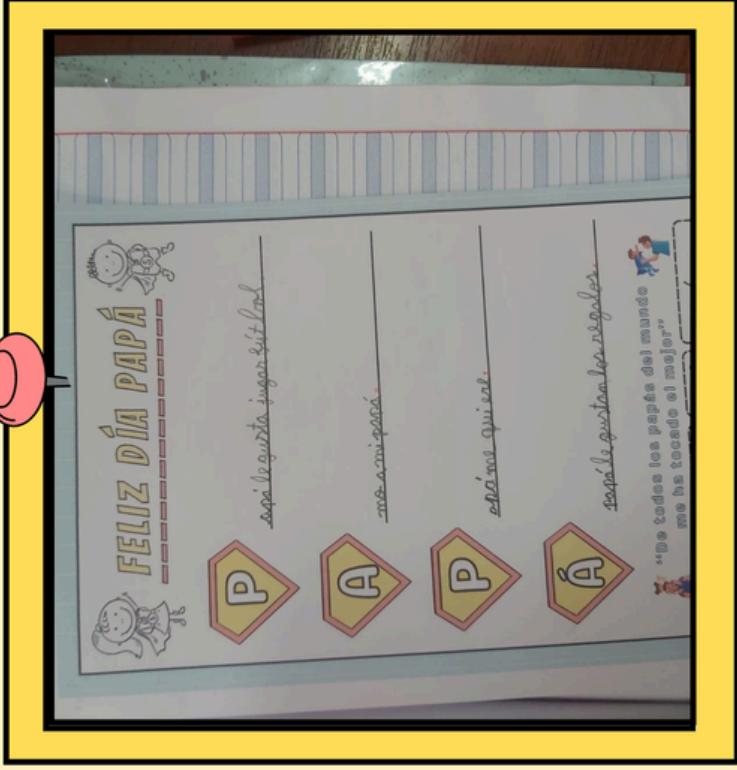 FELIZ DÍA PAPÁ
P apá le gusta jugar fútbol.
A mo a mi papá.
P apá me quiere.
Á papá le gustan los regalos.
"De todos los papás del mundo
me ha tocado el mejor"